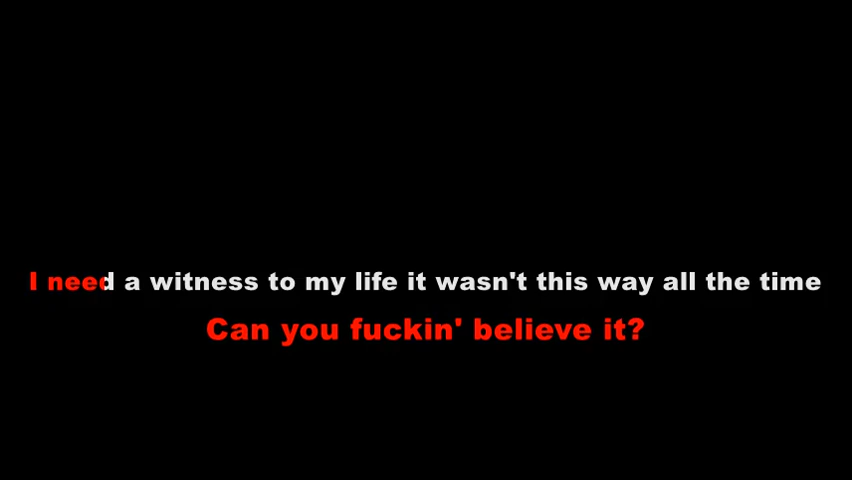 I need a witness to my life it wasn't this way all the time
Can you fuckin' believe it?